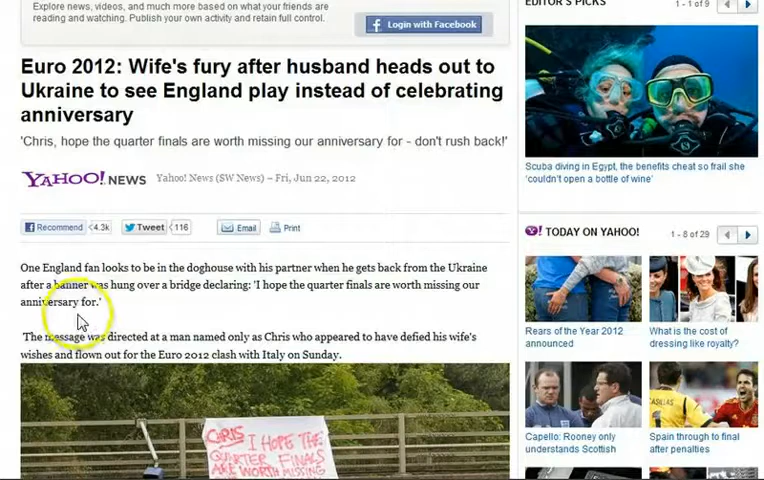 Explore news, videos, and much more based on what your friends are
reading and watching. Publish your own activity and retain full control.
Login with Facebook
Euro 2012: Wife's fury after husband heads out to
Ukraine to see England play instead of celebrating
anniversary
'Chris, hope the quarter finals are worth missing our anniversary for - don't rush back!'
YAHOO! NEWS
Yahoo! News (SW News) – Fri, Jun 22, 2012
Recommend
4.3k
Tweet
116
Email
Print
One England fan looks to be in the doghouse with his partner when he gets back from the Ukraine
after a banner was hung over a bridge declaring: 'I hope the quarter finals are worth missing our
anniversary for.'
The message was directed at a man named only as Chris who appeared to have defied his wife's
wishes and flown out for the Euro 2012 clash with Italy on Sunday.
CHRIS I HOPE THE
QUARTER FINALS
ARE WORTH MISSING
EDITOR'S PICKS
1 - 1 of 9
Scuba diving in Egypt, the benefits cheat so frail she
'couldn't open a bottle of wine'
Y! TODAY ON YAHOO!
1 - 8 of 29
Rears of the Year 2012
announced
What is the cost of
dressing like royalty?
CASILLAS
Capello: Rooney only
understands Scottish
Spain through to final
after penalties